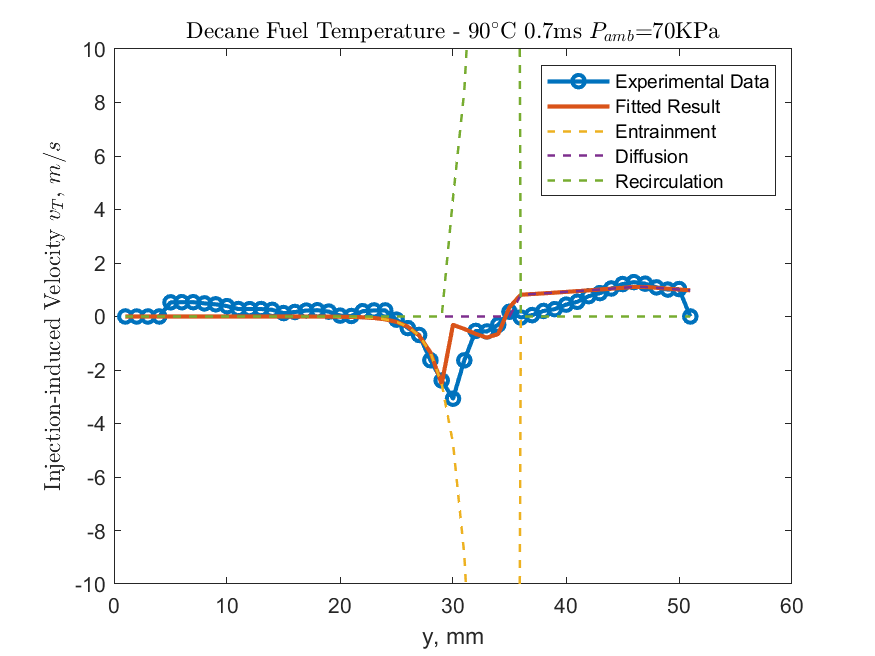 Decane Fuel Temperature - 90°C 0.7ms P_amb=70KPa
Injection-induced Velocity v_T, m/s
10
8
6
4
2
0
-2
-4
-6
-8
-10
0 10 20 30 40 50 60
y, mm
Experimental Data
Fitted Result
Entrainment
Diffusion
Recirculation